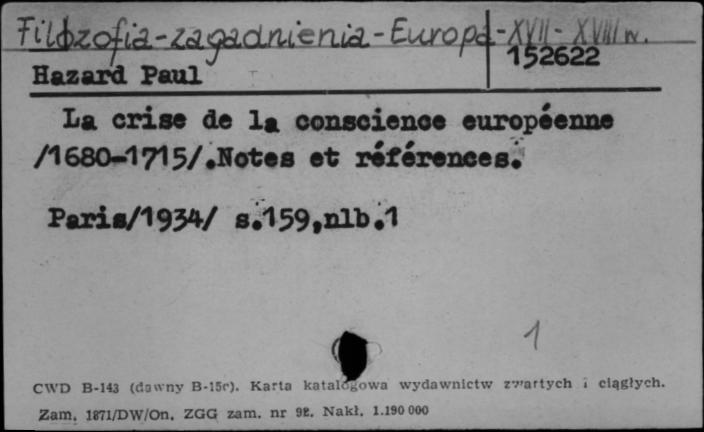 Filozofia-zagadnienia-Europa-XVII-XVIII w.
152622
Hazard Paul
La crise de la conscience européenne
/1680-1715/.Notes et références.
Paris/1934/ s.159,nlb.1
1
CWD B-143 (dawny B-15c). Karta katalogowa wydawnictw zwartych i ciągłych.
Zam. 1871/DW/On. ZGG zam. nr 92. Nakł. 1.190 000